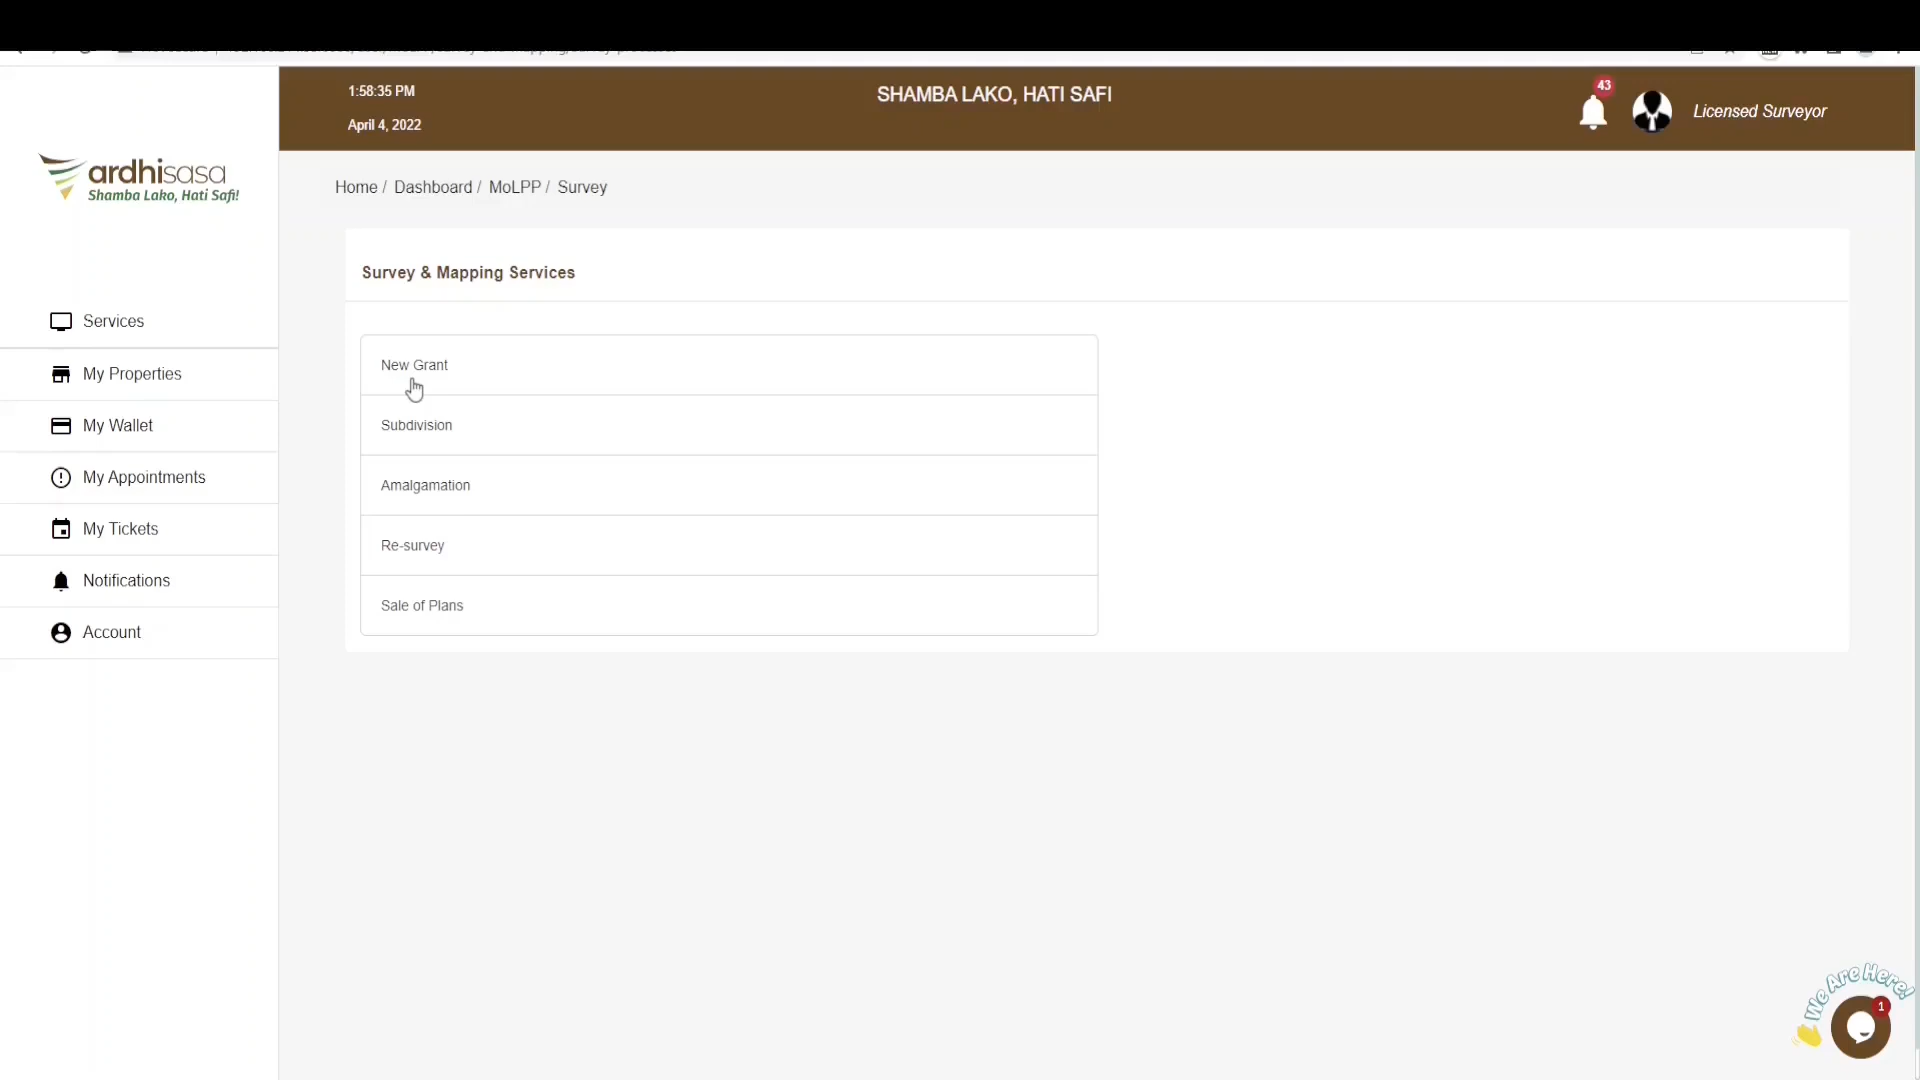 1:58:35 PM
SHAMBA LAKO, HATI SAFI
43
Licensed Surveyor
April 4, 2022
ardhisasa
Shamba Lako, Hati Safi!
Home / Dashboard / MoLPP / Survey
Survey & Mapping Services
Services
My Properties
My Wallet
My Appointments
My Tickets
Notifications
Account
New Grant
Subdivision
Amalgamation
Re-survey
Sale of Plans
We Are Here!
1